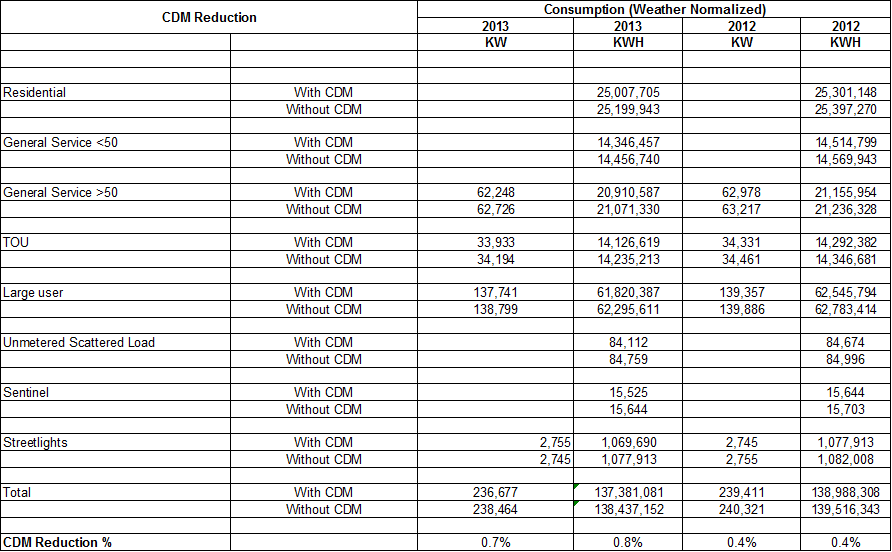 CDM Reduction Consumption (Weather Normalized)
2013 2013 2012 2012
KW KWH KW KWH
Residential With CDM 25,007,705 25,301,148
Without CDM 25,199,943 25,397,270
General Service <50 With CDM 14,346,457 14,514,799
Without CDM 14,456,740 14,569,943
General Service >50 With CDM 62,248 20,910,587 62,978 21,155,954
Without CDM 62,726 21,071,330 63,217 21,236,328
TOU With CDM 33,933 14,126,619 34,331 14,292,382
Without CDM 34,194 14,235,213 34,461 14,346,681
Large user With CDM 137,741 61,820,387 139,357 62,545,794
Without CDM 138,799 62,295,611 139,886 62,783,414
Unmetered Scattered Load With CDM 84,112 84,674
Without CDM 84,759 84,996
Sentinel With CDM 15,525 15,644
Without CDM 15,644 15,703
Streetlights With CDM 2,755 1,069,690 2,745 1,077,913
Without CDM 2,745 1,077,913 2,755 1,082,008
Total With CDM 236,677 137,381,081 239,411 138,988,308
Without CDM 238,464 138,437,152 240,321 139,516,343
CDM Reduction % 0.7% 0.8% 0.4% 0.4%